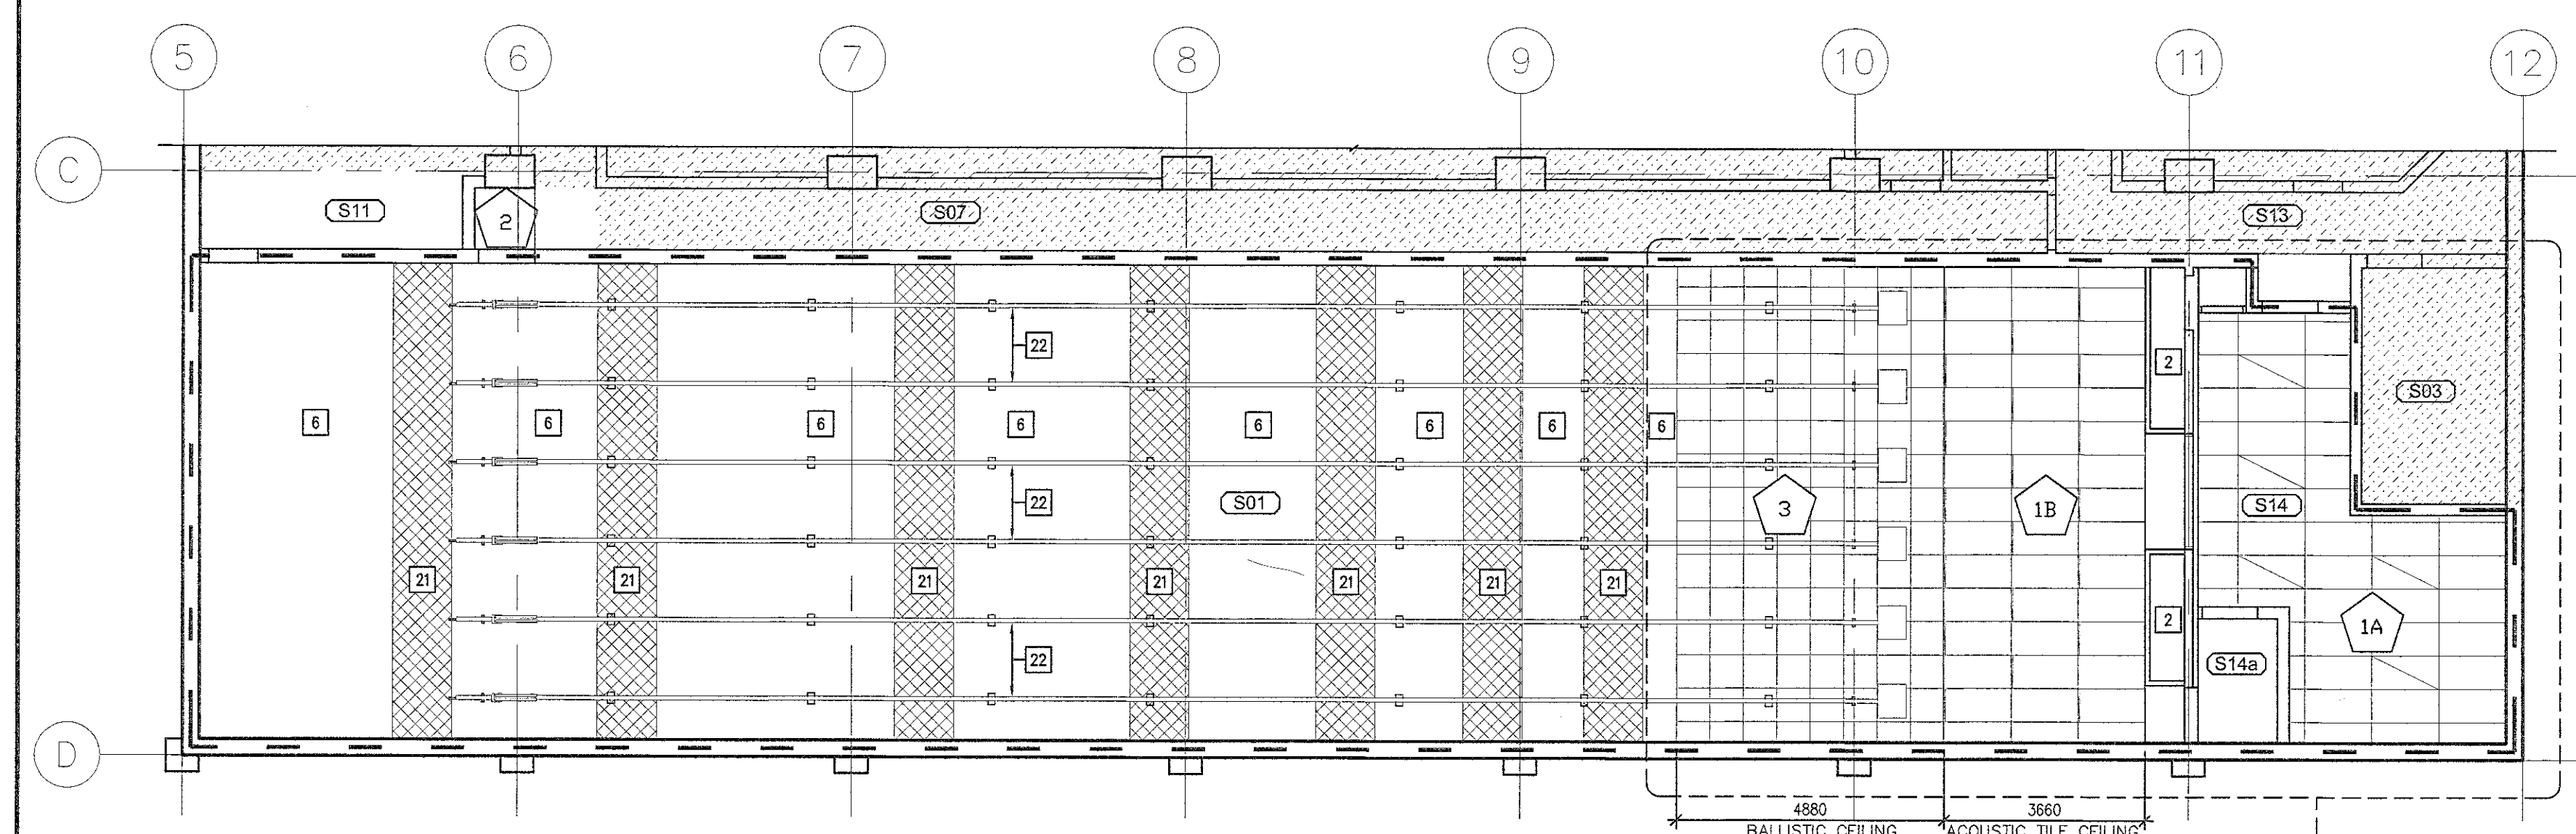 5 6 7 8 9 10 11 12
C
S11 2 S07 S13
22 2
S03
6 6 6 6 6 6 6 6
S01 22 3 1B S14
21 21 21 21 21 21 21
2 1A
22 S14a
D
4880 3660
BALLISTIC CEILING ACOUSTIC TILE CEILING